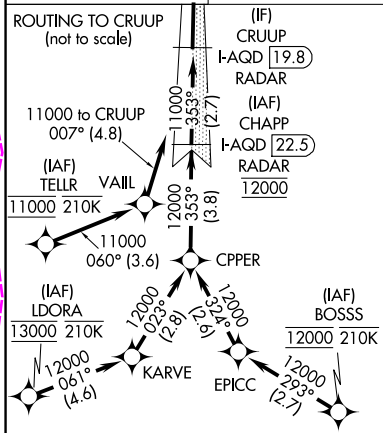 ROUTING TO CRUUP
(not to scale)
(IF)
CRUUP
I-AQD 19.8
RADAR
(IAF)
CHAPP
I-AQD 22.5
RADAR
12000
11000
353°
(2.7)
11000 to CRUUP
007° (4.8)
(IAF)
TELLR
11000 210K
VAIIL
11000
060° (3.6)
12000
353°
(3.8)
CPPER
(IAF)
LDORA
13000 210K
12000
061°
(4.6)
KARVE
12000
023°
(2.8)
12000
324°
(2.6)
EPICC
(IAF)
BOSSS
12000 210K
12000
293°
(2.7)